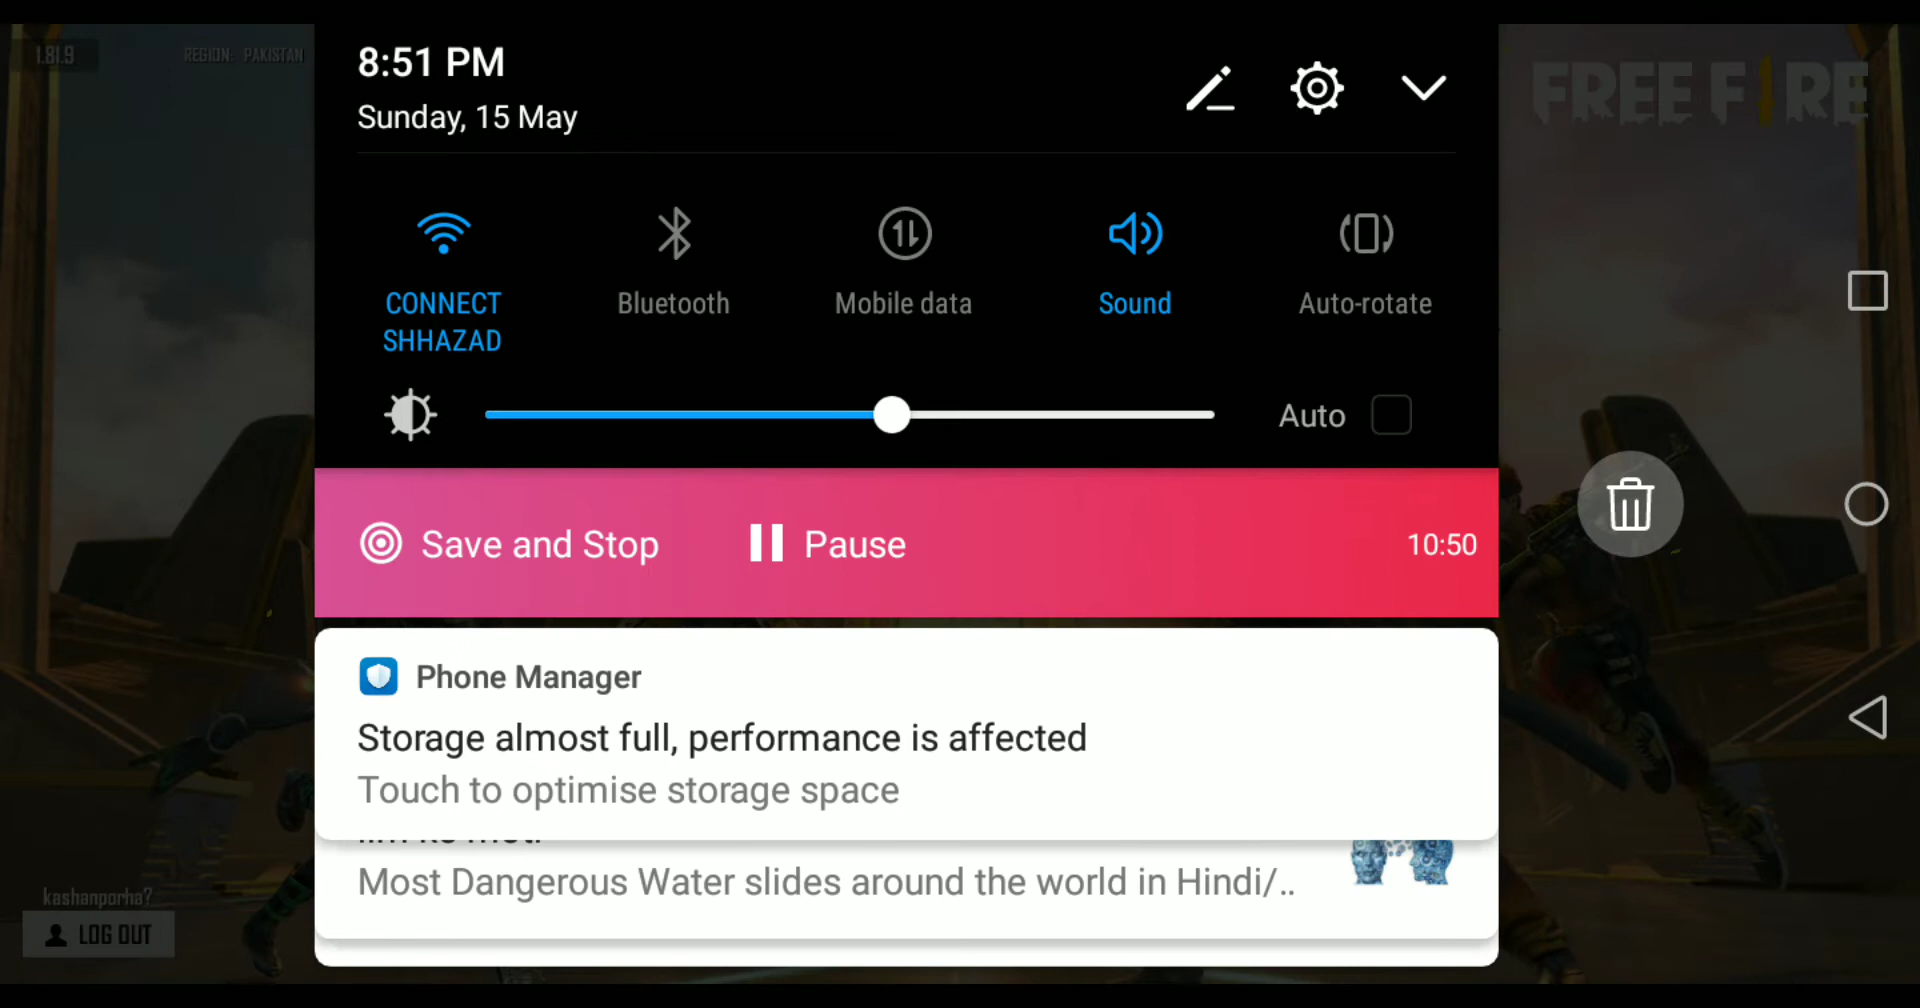 1.81.9
REGION: PAKISTAN
FREE FIRE
8:51 PM
Sunday, 15 May
CONNECT
SHHAZAD
Bluetooth
Mobile data
Sound
Auto-rotate
Auto
Save and Stop
Pause
10:50
Phone Manager
Storage almost full, performance is affected
Touch to optimise storage space
Most Dangerous Water slides around the world in Hindi/..
kashanporha?
LOG OUT